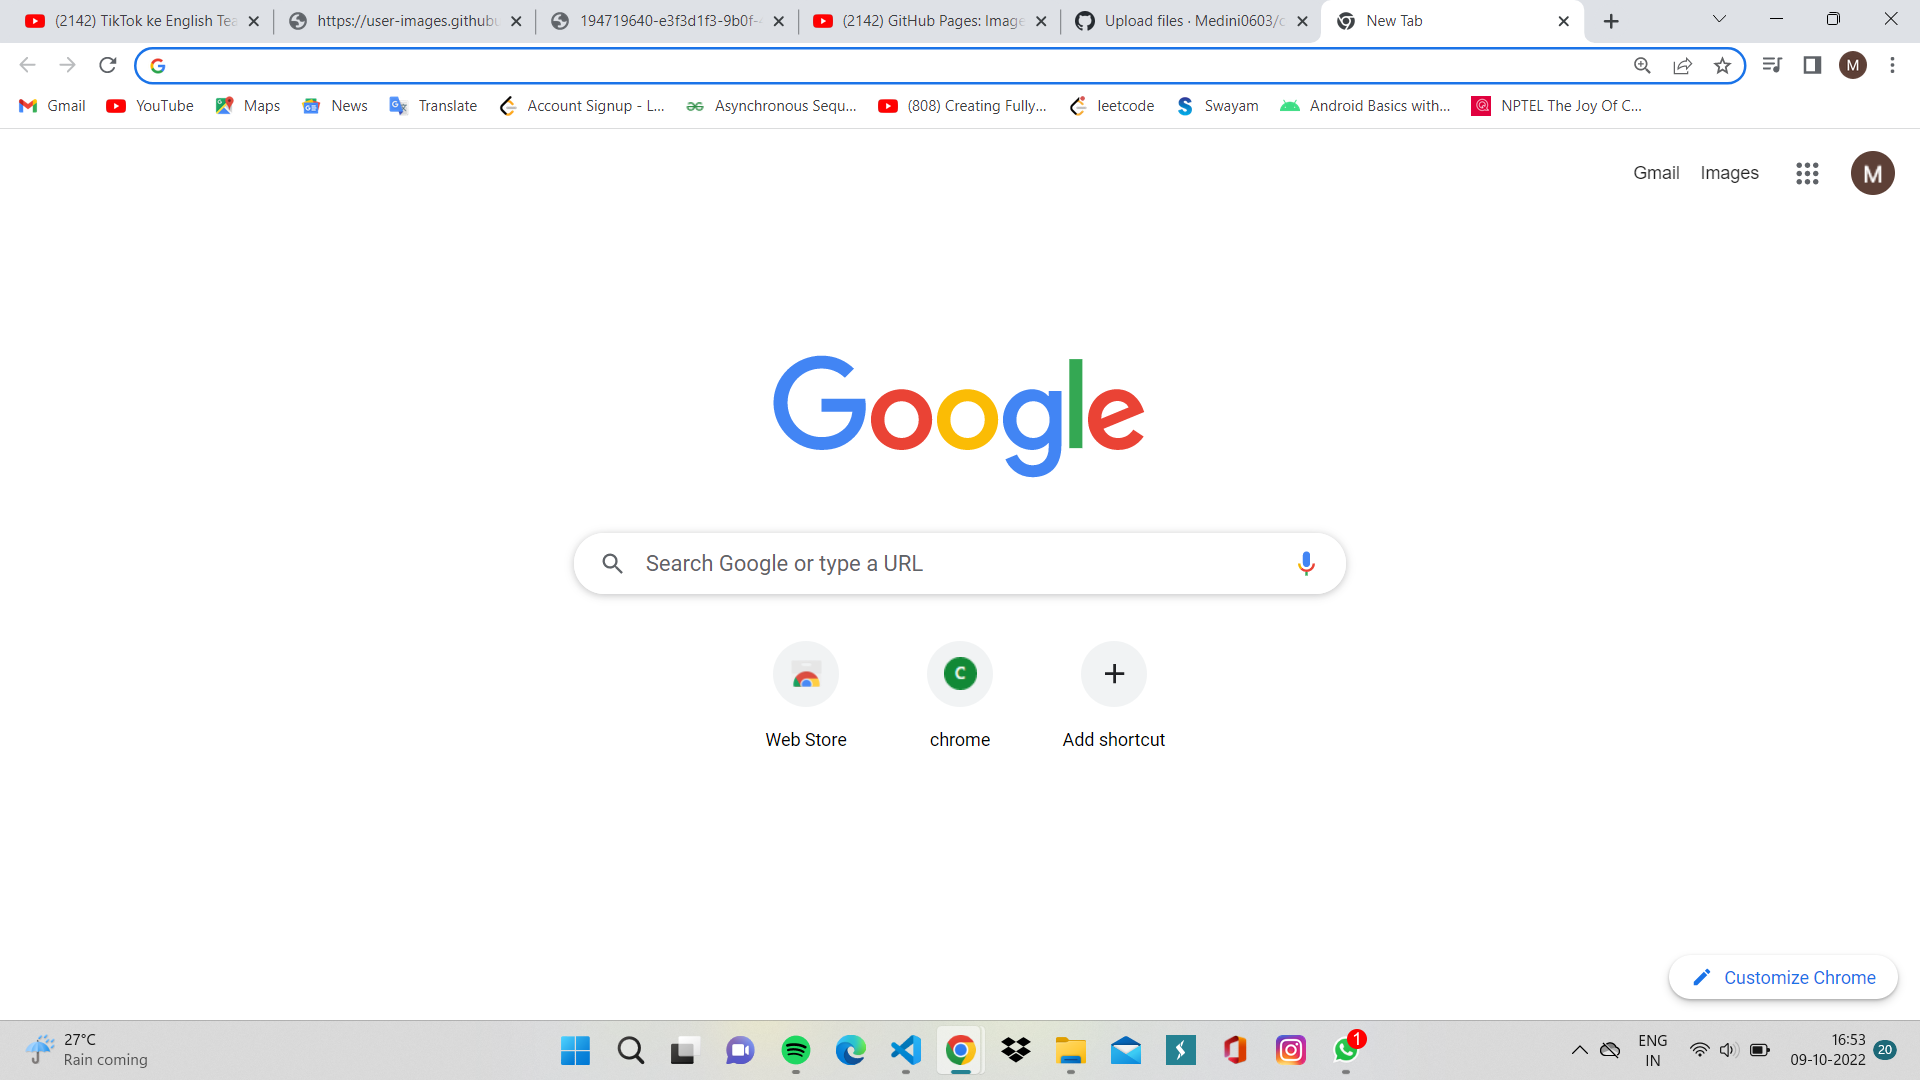 (2142) TikTok ke English Tea
https://user-images.githubu
194719640-e3f3d1f3-9b0f-4
(2142) GitHub Pages: Image
Upload files · Medini0603/c
New Tab
M
Gmail
YouTube
Maps
News
Translate
Account Signup - L...
Asynchronous Sequ...
(808) Creating Fully...
leetcode
Swayam
Android Basics with...
NPTEL The Joy Of C...
Gmail
Images
M
Google
Search Google or type a URL
C
Web Store
chrome
Add shortcut
Customize Chrome
27°C
Rain coming
1
ENG
IN
16:53
09-10-2022
20